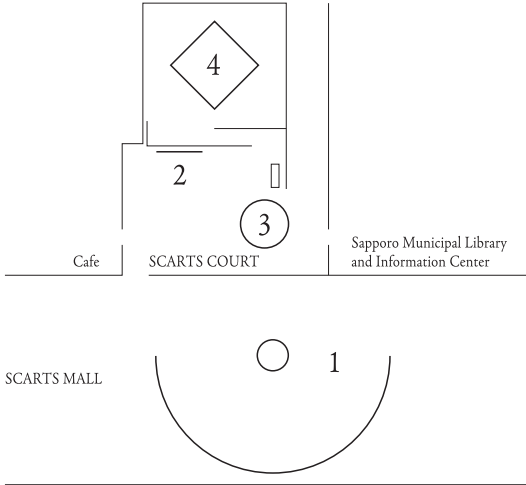 4
2
3
Sapporo Municipal Library
and Information Center
Cafe
SCARTS COURT
1
SCARTS MALL